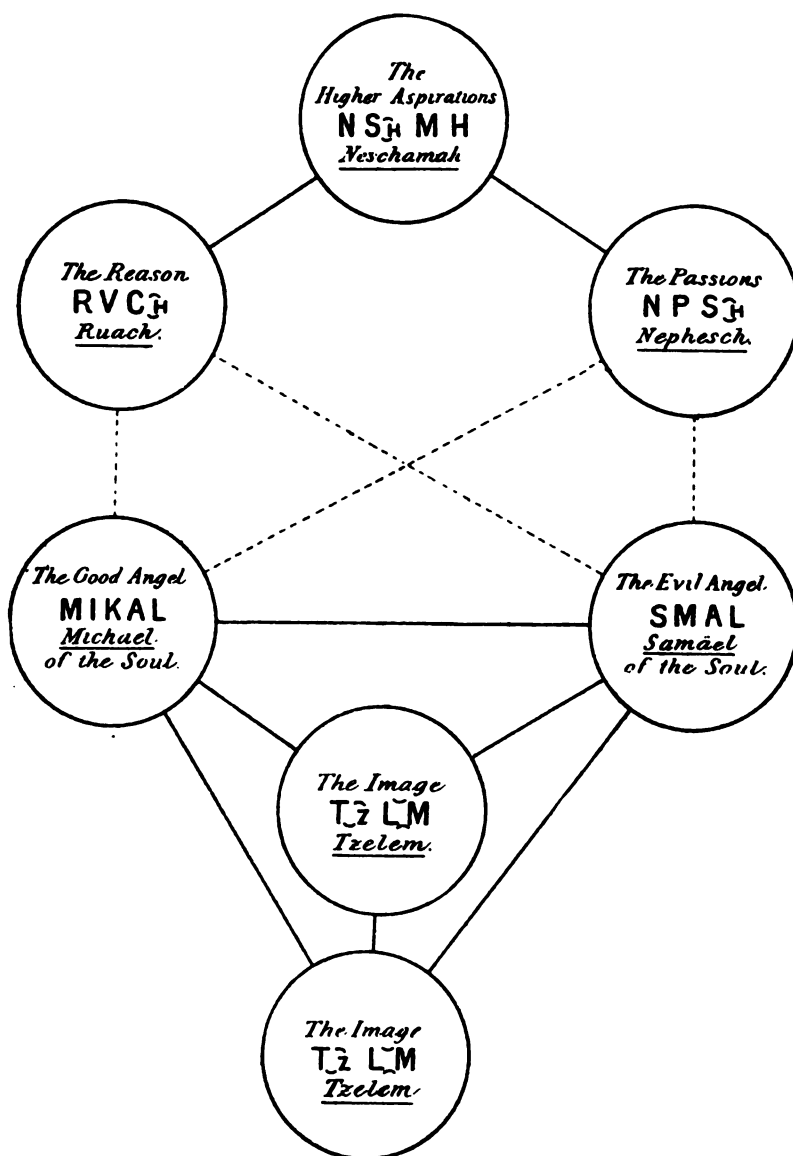 The
Higher Aspirations
NSH MH
Neschamah
The Reason
RVCH
Ruach.
The Passions
NPSH
Nephesch.
The Good Angel
MIKAL
Michael.
of the Soul.
The Evil Angel.
SMAL
Samäel
of the Soul.
The Image
TZ LM
Tzelem.
The Image
TZ LM
Tzelem